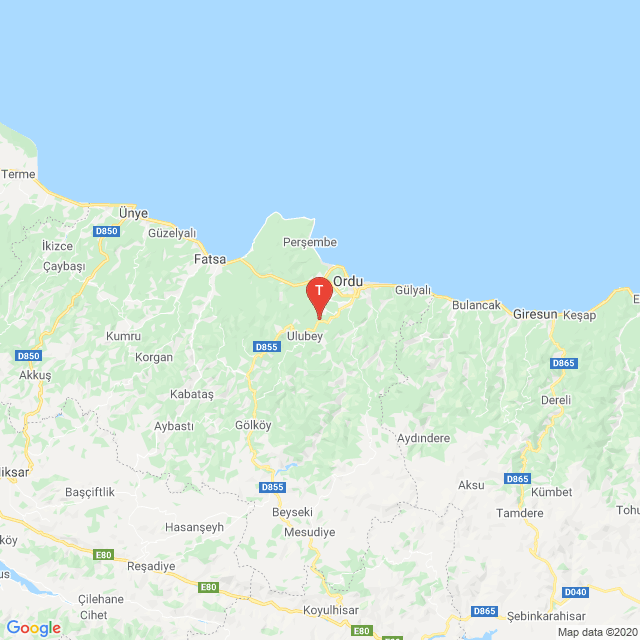 Terme
Ünye
D850
Güzelyalı
İkizce
Çaybaşı
Perşembe
Fatsa
Ordu
T
Gülyalı
Bulancak
Giresun
Keşap
E
Kumru
Ulubey
D855
Korgan
D850
D865
Akkuş
Kabataş
Dereli
Aybastı
Gölköy
Aydındere
liksar
D865
Başçiftlik
D855
Aksu
Kümbet
Beyseki
Tamdere
Tohu
Hasanşeyh
Mesudiye
köy
E80
Reşadiye
us
E80
D040
Çilehane
Cihet
Koyulhisar
D865
Şebinkarahisar
Google
E80
Map data ©2020